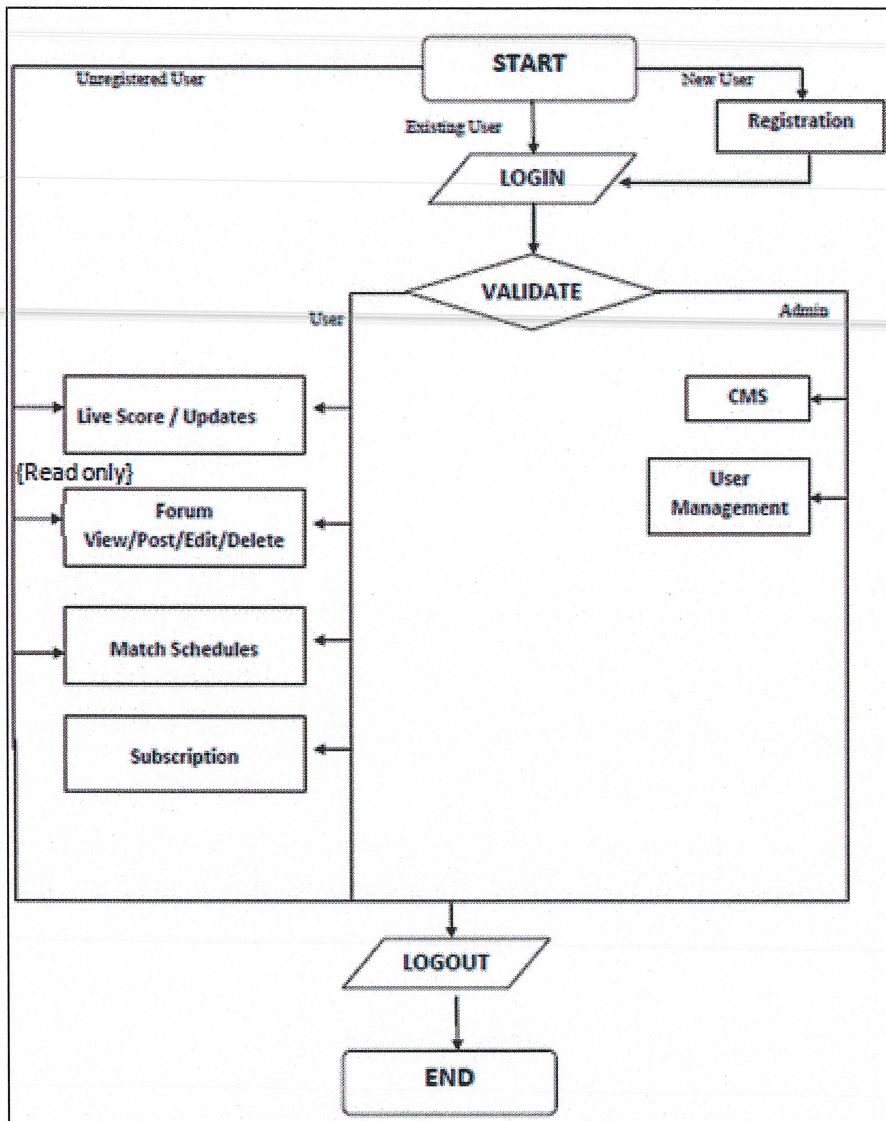 START
Unregistered User
New User
Registration
Existing User
LOGIN
VALIDATE
User
Admin
Live Score / Updates
CMS
{Read only}
User
Management
Forum
View/Post/Edit/Delete
Match Schedules
Subscription
LOGOUT
END